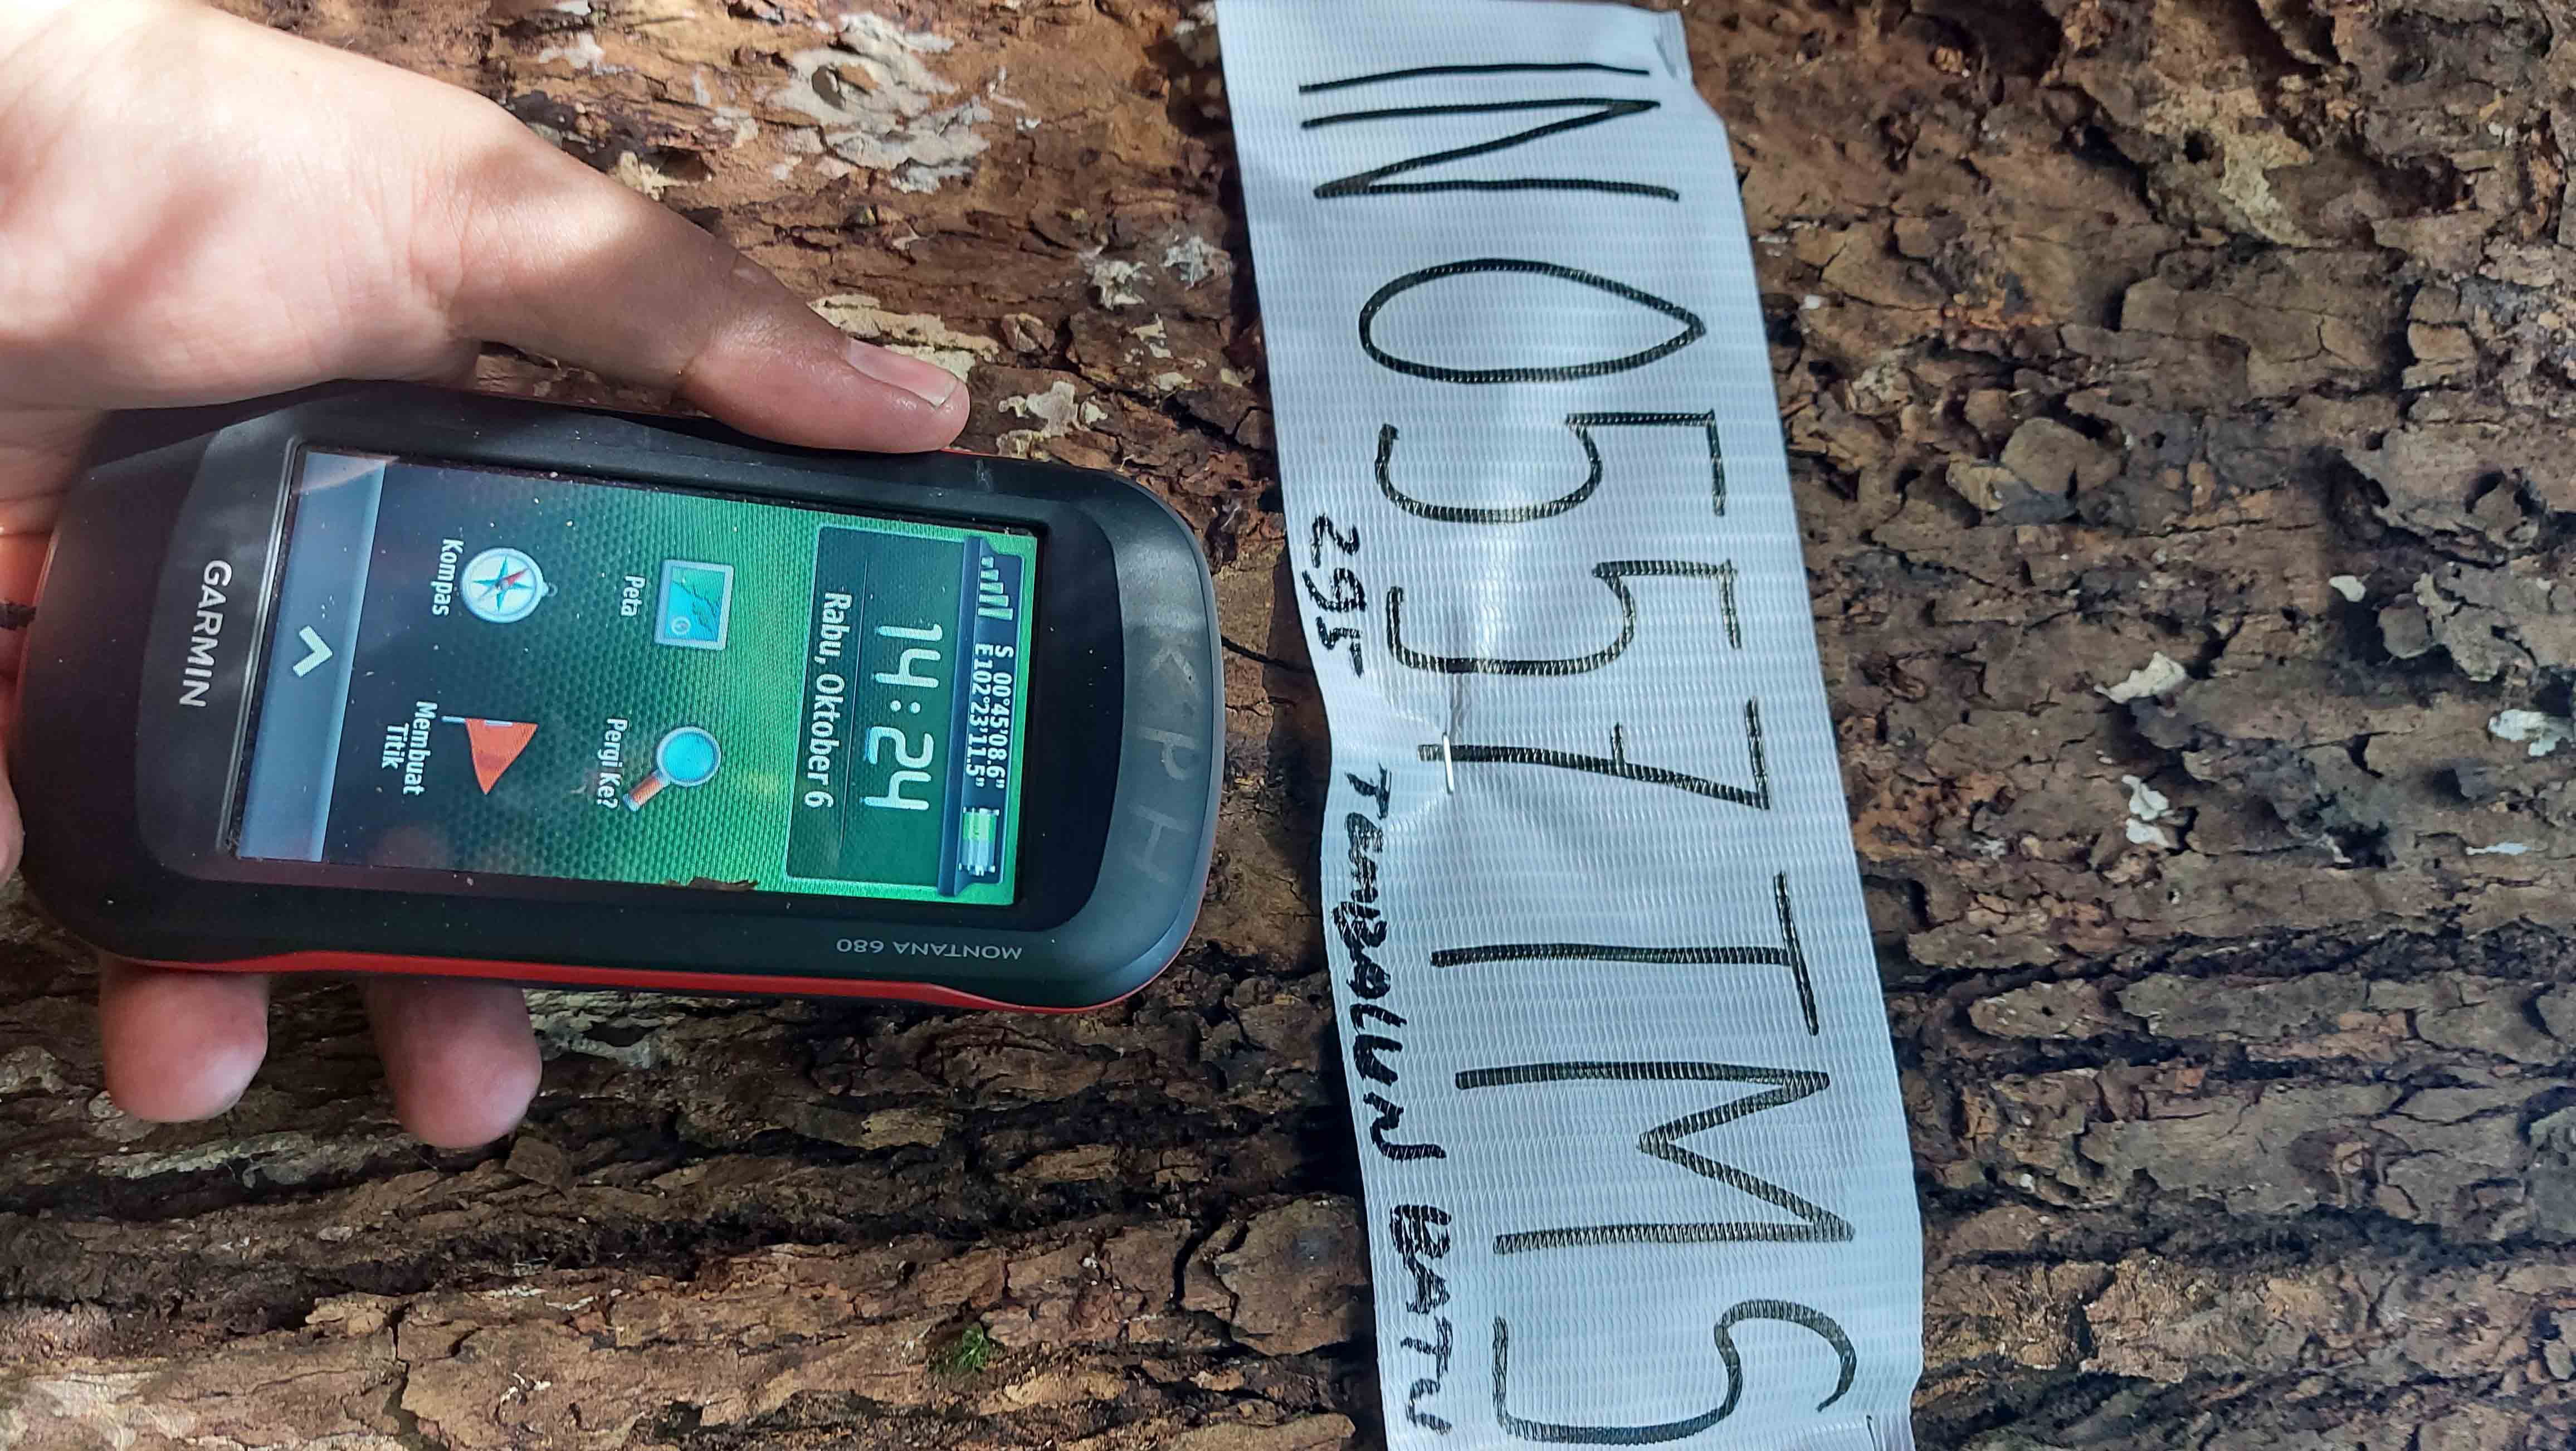 KPH
MONTANA 680
S 00°45'08.6"
E102°23'11.5"
14:24
Rabu, Oktober 6
Peta
Pergi Ke?
Kompas
Membuat
Titik
GARMIN
IN0557TMS
295 TEMBALUN BATU